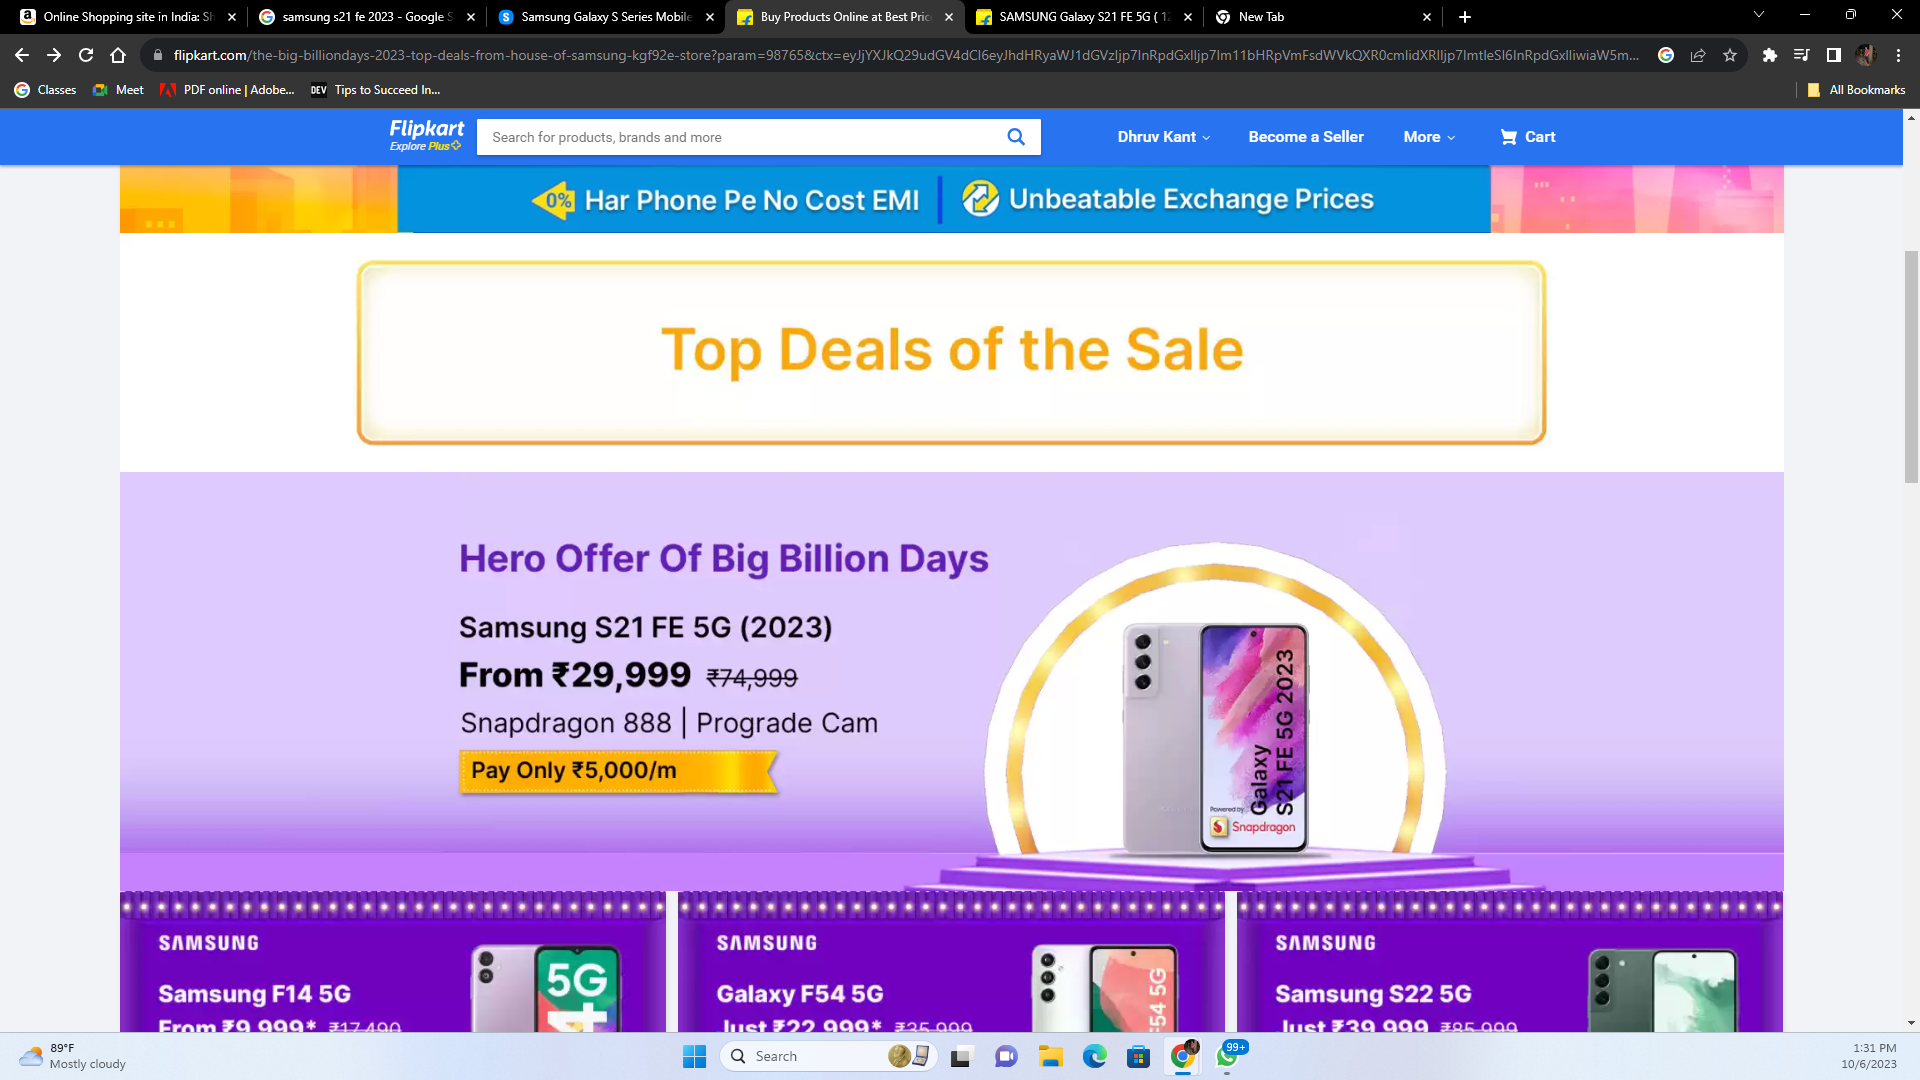 Online Shopping site in India: Sh
samsung s21 fe 2023 - Google S
Samsung Galaxy S Series Mobile
Buy Products Online at Best Pric
SAMSUNG Galaxy S21 FE 5G ( 12
New Tab
flipkart.com/the-big-billiondays-2023-top-deals-from-house-of-samsung-kgf92e-store?param=98765&ctx=
Classes
Meet
PDF online | Adobe...
DEV Tips to Succeed In...
All Bookmarks
Flipkart
Explore Plus
Search for products, brands and more
Dhruv Kant
Become a Seller
More
Cart
0% Har Phone Pe No Cost EMI
Unbeatable Exchange Prices
Top Deals of the Sale
Hero Offer Of Big Billion Days
Samsung S21 FE 5G (2023)
From ₹29,999 ₹74,999
Snapdragon 888 | Prograde Cam
Pay Only ₹5,000/m
Galaxy
S21 FE 5G 2023
Powered by
Snapdragon
SAMSUNG
Samsung F14 5G
From ₹9,999* ₹17,490
5G
SAMSUNG
Galaxy F54 5G
Just ₹22,999* ₹35,999
F54 5G
SAMSUNG
Samsung S22 5G
Just ₹39,999 ₹85,999
89°F
Mostly cloudy
Search
99+
1:31 PM
10/6/2023